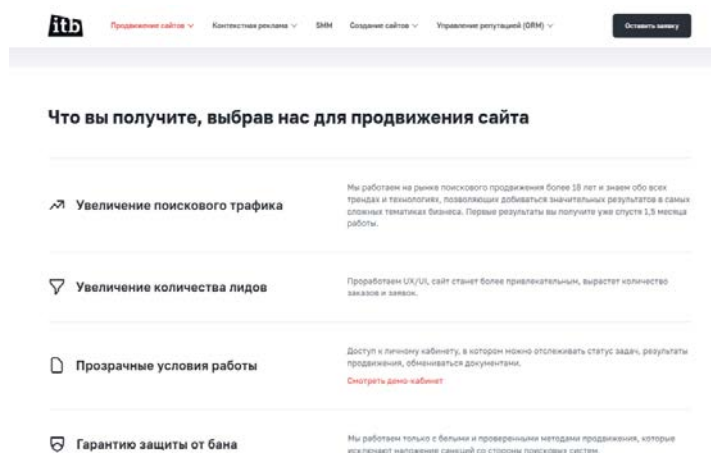 itb
Продвижение сайтов
Контекстная реклама
SMM
Создание сайтов
Управление репутацией (ORM)
Оставить заявку
Что вы получите, выбрав нас для продвижения сайта
Увеличение поискового трафика
Мы работаем на рынке поискового продвижения более 18 лет и знаем обо всех
трендах и технологиях, позволяющих добиваться значительных результатов в самых
сложных тематиках бизнеса. Первые результаты вы получите уже спустя 1,5 месяца
работы.
Увеличение количества лидов
Проработаем UX/UI, сайт станет более привлекательным, вырастет количество
заказов и заявок.
Прозрачные условия работы
Доступ к личному кабинету, в котором можно отслеживать статус задач, результаты
продвижения, обмениваться документами.
Смотреть демо-кабинет
Гарантию защиты от бана
Мы работаем только с белыми и проверенными методами продвижения, которые
исключают наложение санкций со стороны поисковых систем.